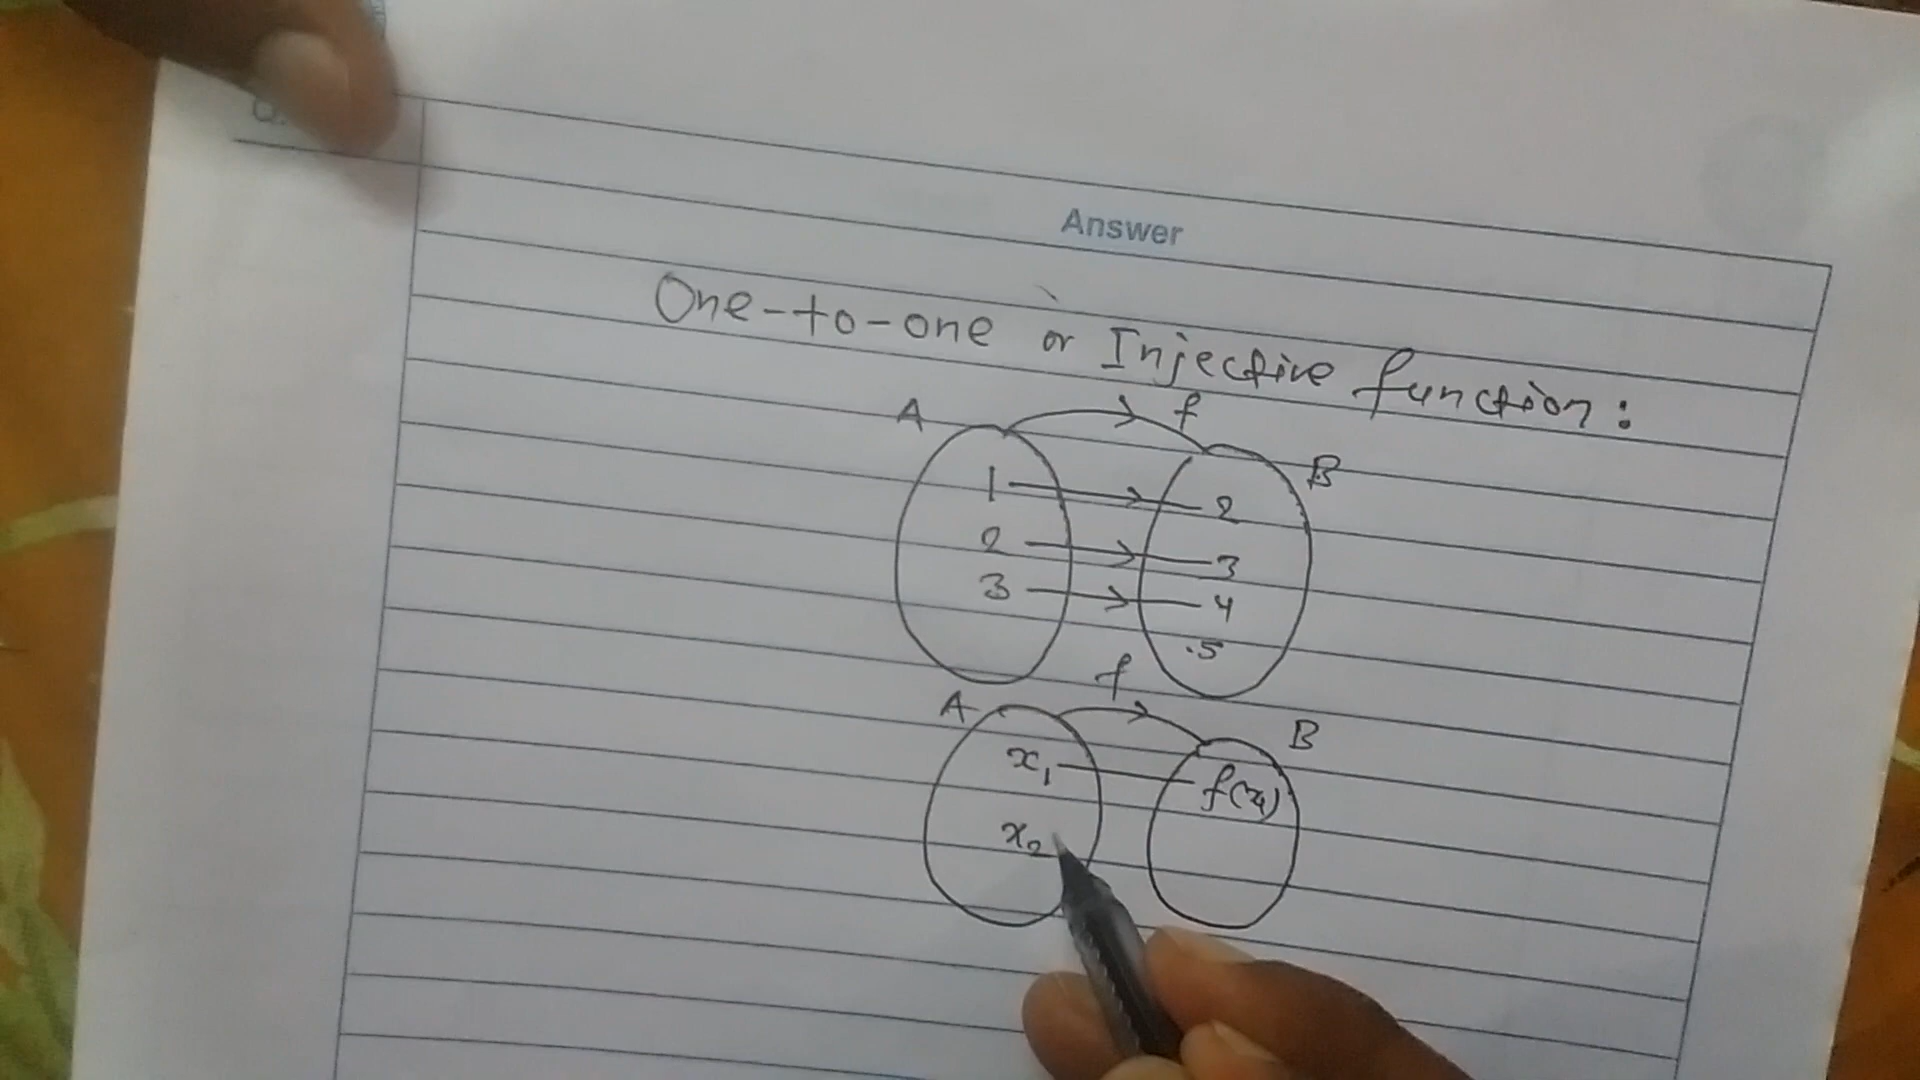 Answer
One-to-one or Injective function:
A f B
1 2
2 3
3 4
.5
A f B
x₁ f(x₁)
x₂